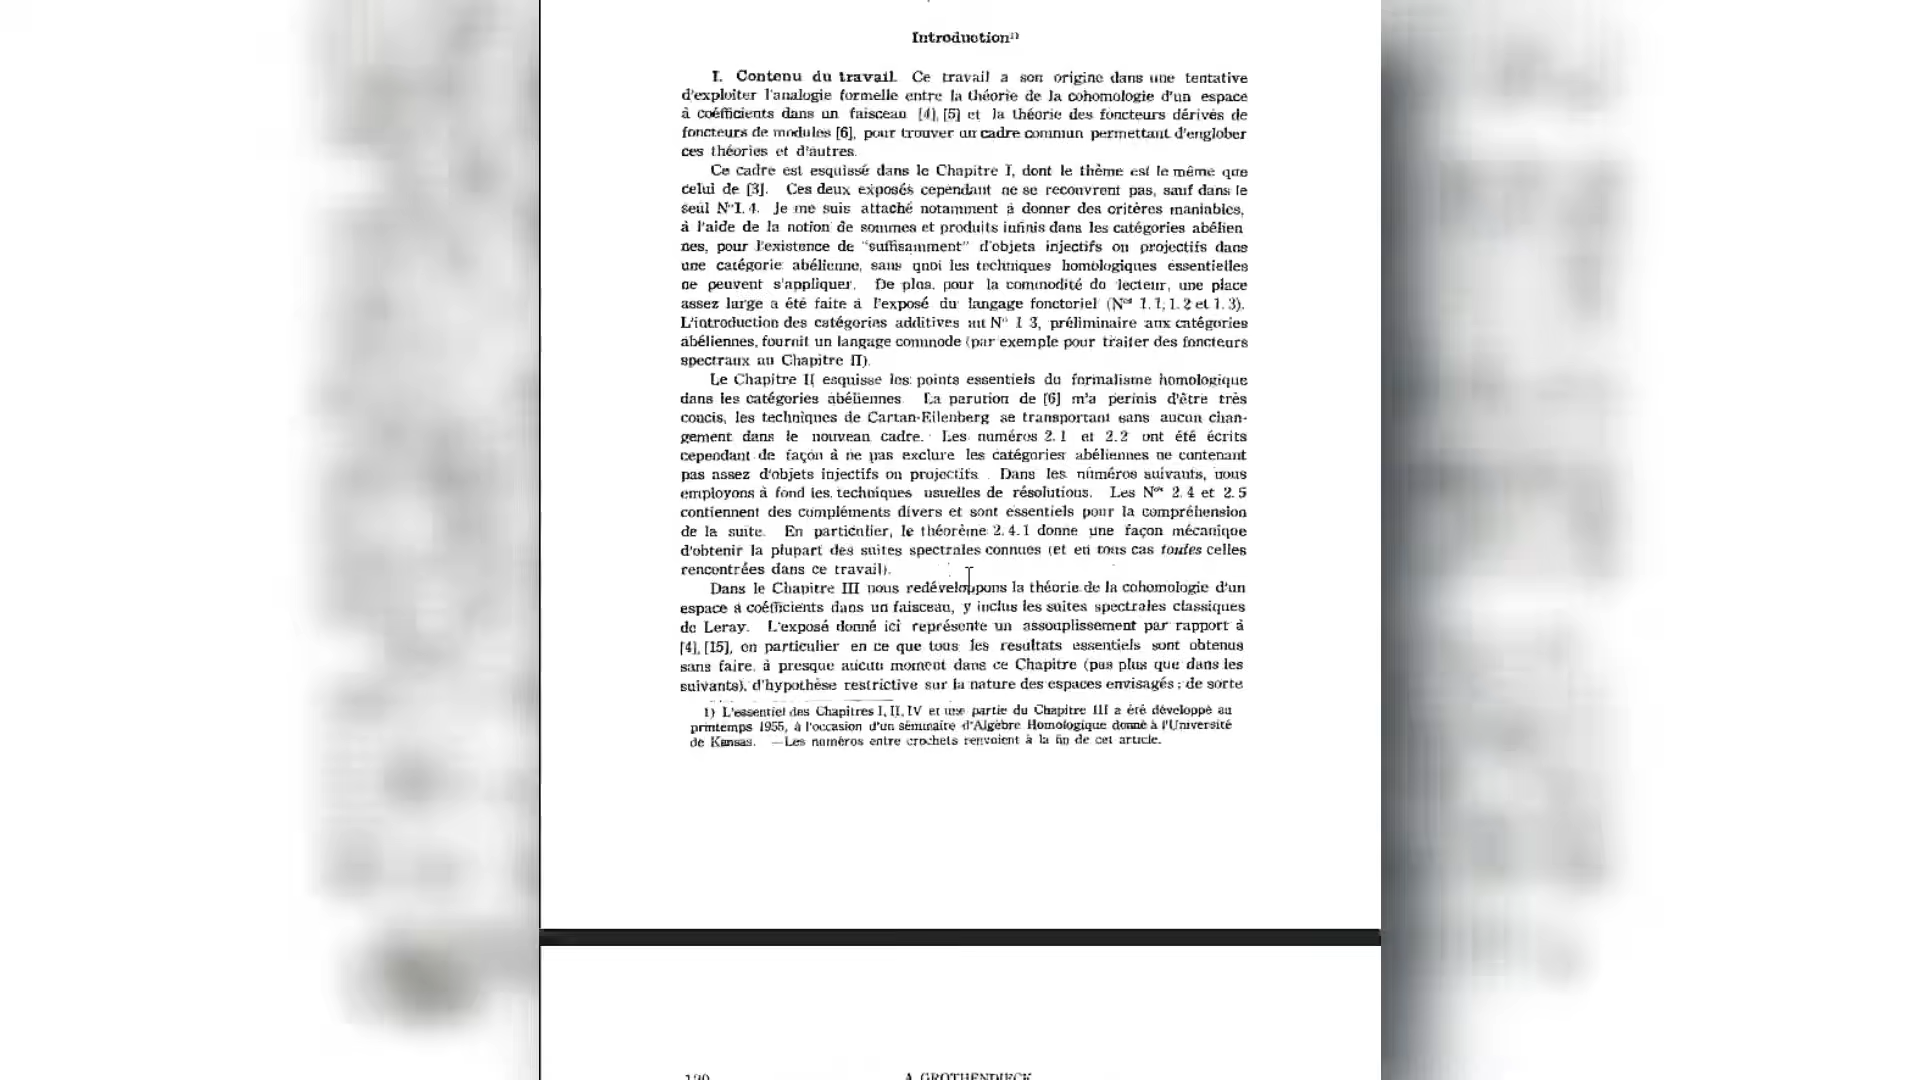 Introduction¹⁾
I. Contenu du travail. Ce travail a son origine dans une tentative
d'exploiter l'analogie formelle entre la théorie de la cohomologie d'un espace
à coéfficients dans un faisceau [4], [5] et la théorie des foncteurs dérivés de
foncteurs de modules [6], pour trouver un cadre commun permettant d'englober
ces théories et d'autres.
Ce cadre est esquissé dans le Chapitre I, dont le thème est le même que
celui de [3]. Ces deux exposés cependant ne se recouvrent pas, sauf dans le
seul N° 1. 4. Je me suis attaché notamment à donner des critères maniables,
à l'aide de la notion de sommes et produits infinis dans les catégories abélien
nes, pour l'existence de "suffisamment" d'objets injectifs ou projectifs dans
une catégorie abélienne, sans quoi les techniques homologiques essentielles
ne peuvent s'appliquer. De plus, pour la commodité du lecteur, une place
assez large a été faite à l'exposé du langage fonctoriel (Nos 1. 1, 1. 2 et 1. 3).
L'introduction des catégories additives au N° 1 3, préliminaire aux catégories
abéliennes, fournit un langage commode (par exemple pour traiter des foncteurs
spectraux au Chapitre II).
Le Chapitre II esquisse les points essentiels du formalisme homologique
dans les catégories abéliennes. La parution de [6] m'a permis d'être très
concis, les techniques de Cartan-Eilenberg se transportant sans aucun chan-
gement dans le nouveau cadre. Les numéros 2. 1 et 2. 2 ont été écrits
cependant de façon à ne pas exclure les catégories abéliennes ne contenant
pas assez d'objets injectifs ou projectifs. Dans les numéros suivants, nous
employons à fond les techniques usuelles de résolutions. Les Nos 2. 4 et 2. 5
contiennent des compléments divers et sont essentiels pour la compréhension
de la suite. En particulier, le théorème 2. 4. 1 donne une façon mécanique
d'obtenir la plupart des suites spectrales connues (et en tous cas toutes celles
rencontrées dans ce travail).
Dans le Chapitre III nous redéveloppons la théorie de la cohomologie d'un
espace à coéfficients dans un faisceau, y inclus les suites spectrales classiques
de Leray. L'exposé donné ici représente un assouplissement par rapport à
[4], [15], en particulier en ce que tous les resultats essentiels sont obtenus
sans faire, à presque aucun moment dans ce Chapitre (pas plus que dans les
suivants), d'hypothèse restrictive sur la nature des espaces envisagés ; de sorte
1) L'essentiel des Chapitres I, II, IV et une partie du Chapitre III a été développé au
printemps 1955, à l'occasion d'un séminaire d'Algèbre Homologique donné à l'Université
de Kansas. —Les numéros entre crochets renvoient à la fin de cet article.
120 A. GROTHENDIECK